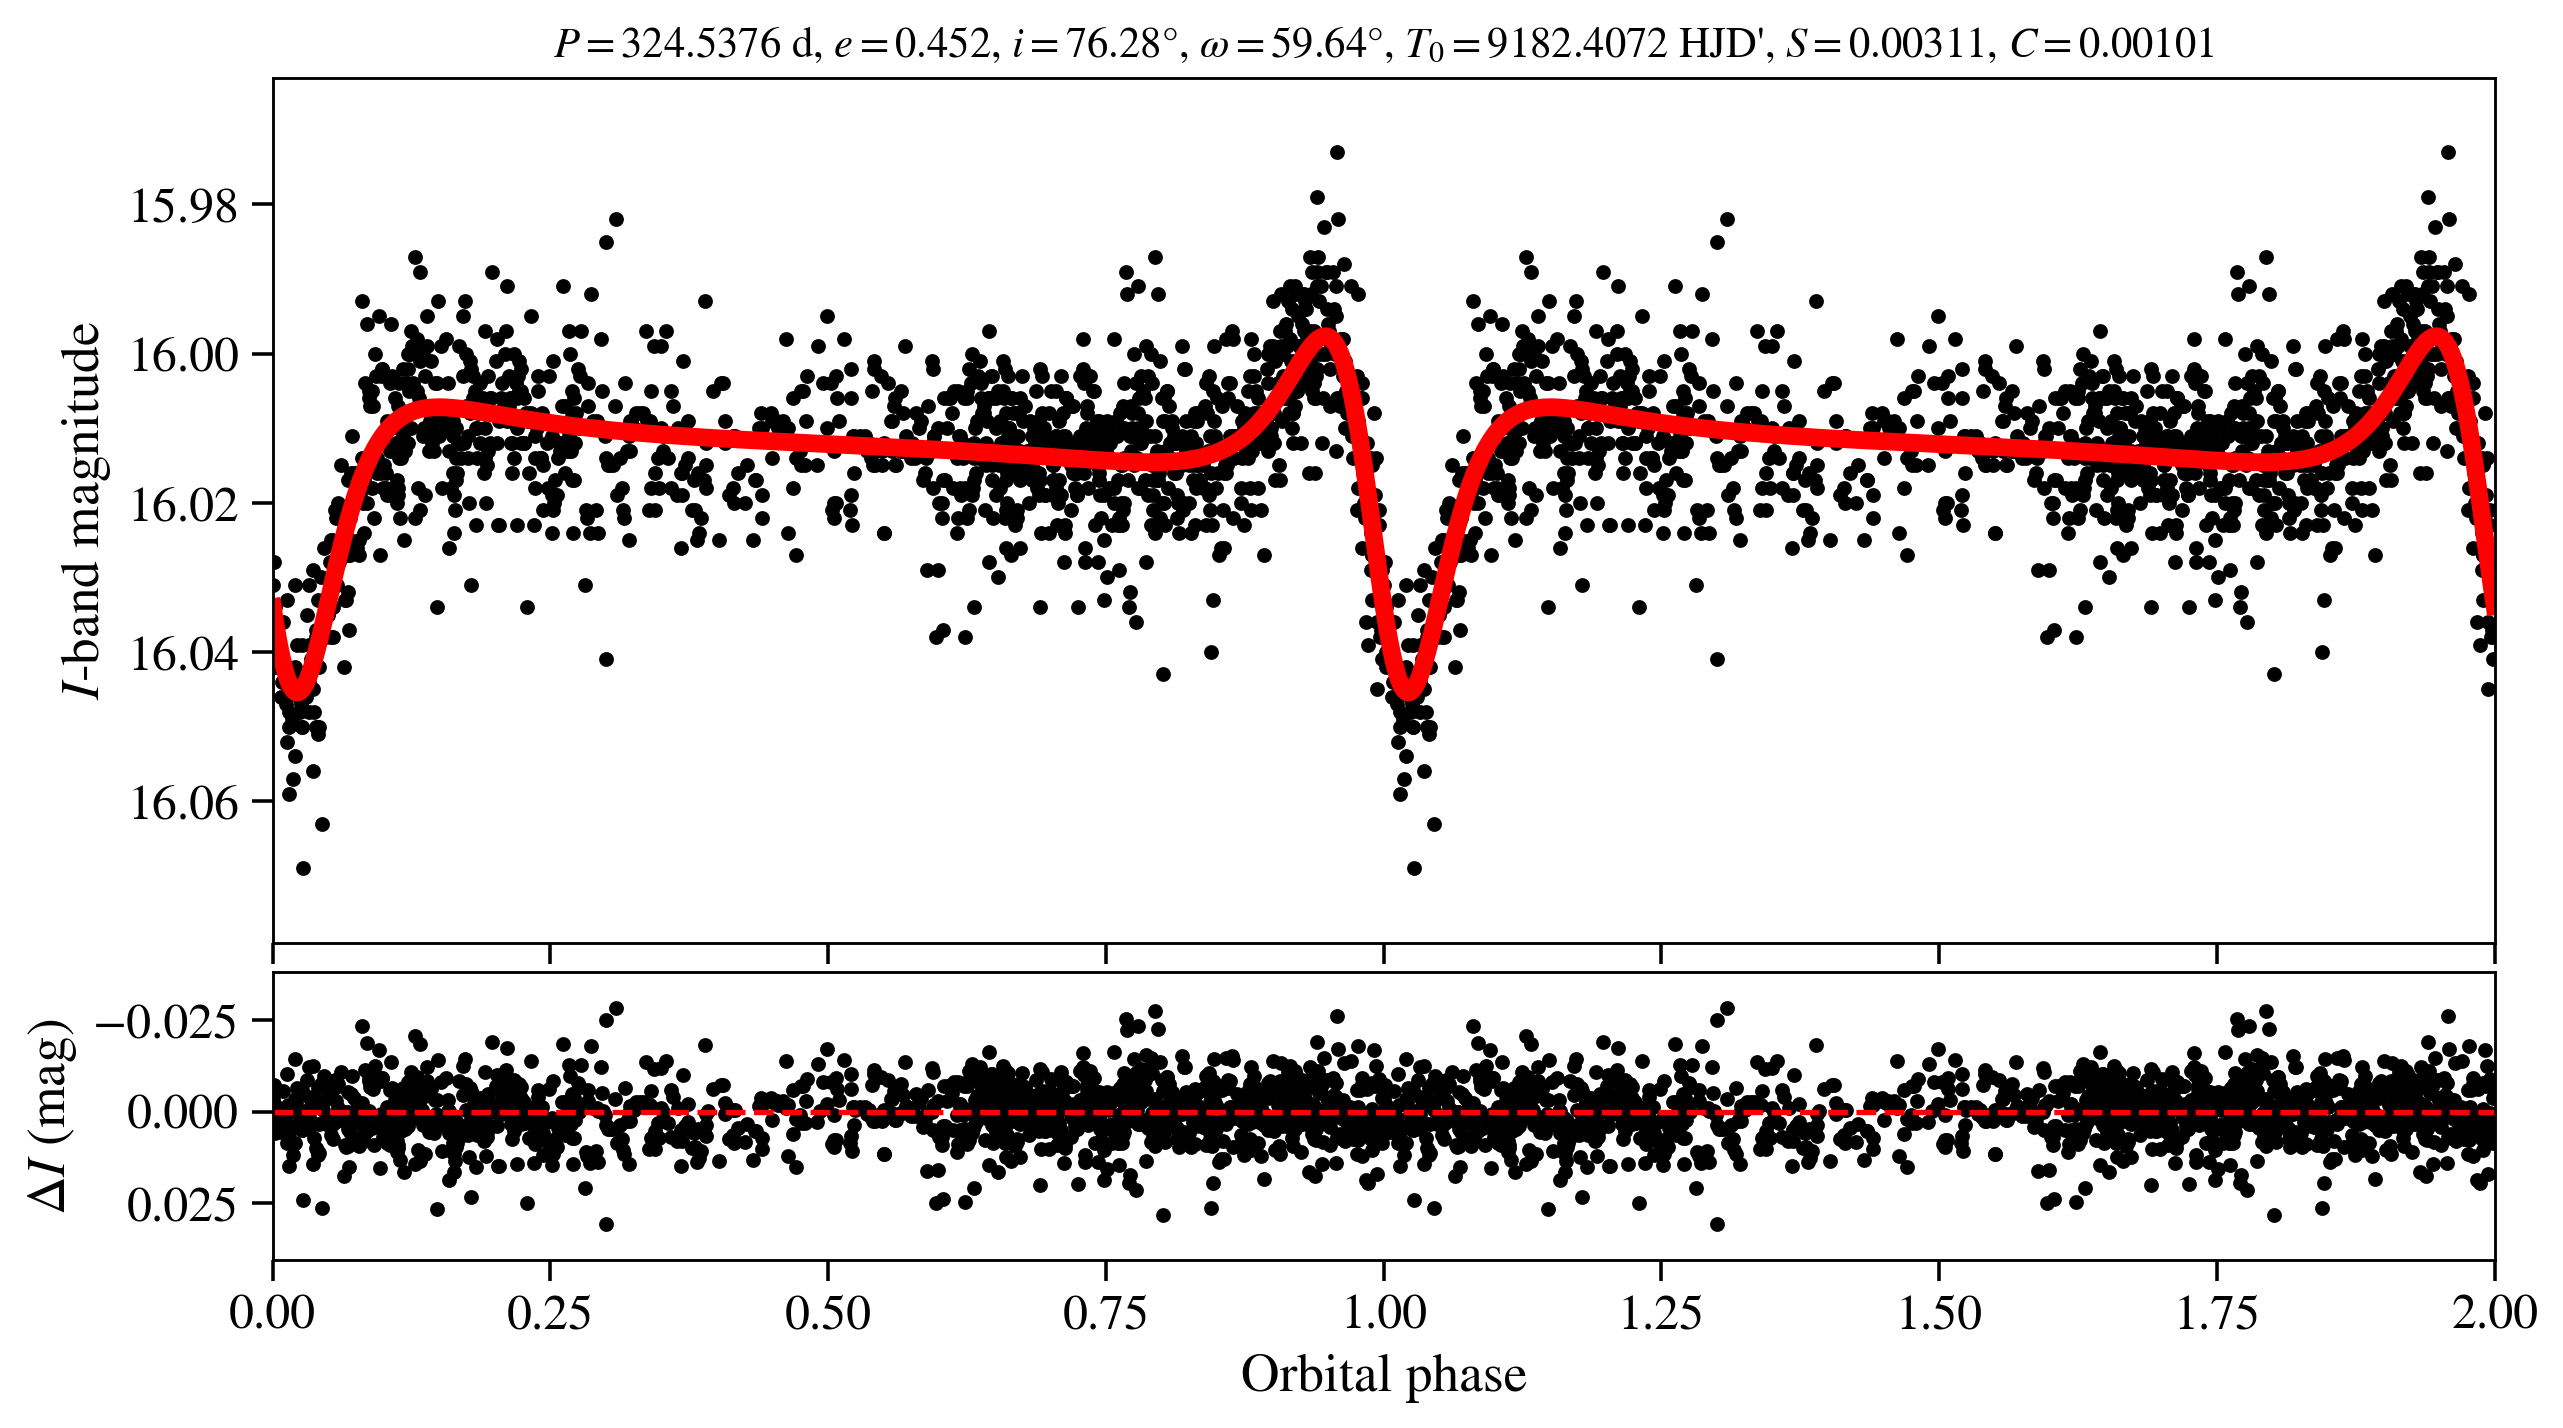 P = 324.5376 d, e = 0.452, i = 76.28°, ω = 59.64°, T₀ = 9182.4072 HJD', S = 0.00311, C = 0.00101
15.98
16.00
16.02
16.04
16.06
I-band magnitude
−0.025
0.000
0.025
ΔI (mag)
0.00 0.25 0.50 0.75 1.00 1.25 1.50 1.75 2.00
Orbital phase